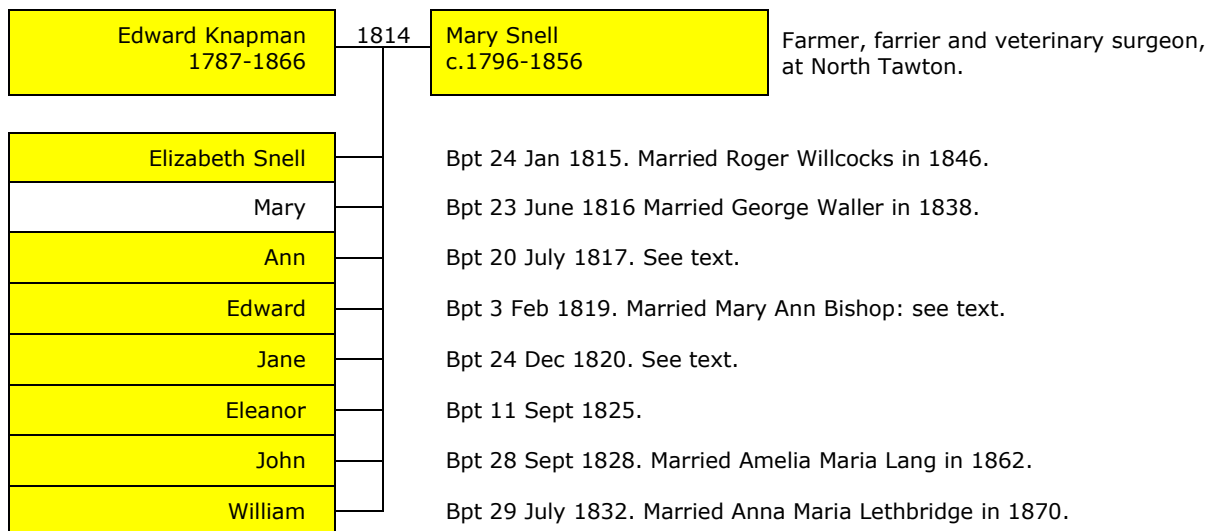 Edward Knapman
1787-1866
1814
Mary Snell
c.1796-1856
Farmer, farrier and veterinary surgeon,
at North Tawton.
Elizabeth Snell
Bpt 24 Jan 1815. Married Roger Willcocks in 1846.
Mary
Bpt 23 June 1816 Married George Waller in 1838.
Ann
Bpt 20 July 1817. See text.
Edward
Bpt 3 Feb 1819. Married Mary Ann Bishop: see text.
Jane
Bpt 24 Dec 1820. See text.
Eleanor
Bpt 11 Sept 1825.
John
Bpt 28 Sept 1828. Married Amelia Maria Lang in 1862.
William
Bpt 29 July 1832. Married Anna Maria Lethbridge in 1870.